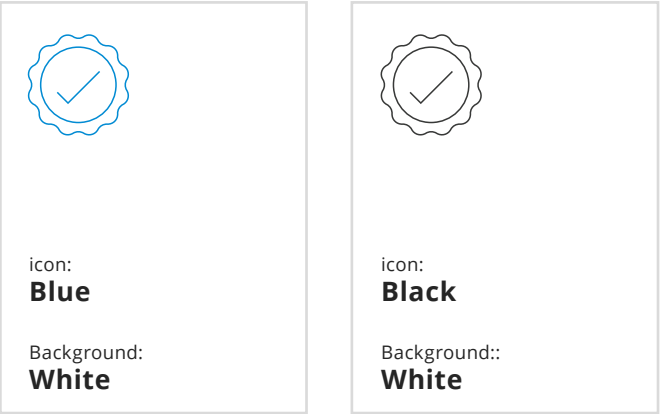 icon:
Blue
Background:
White
icon:
Black
Background::
White